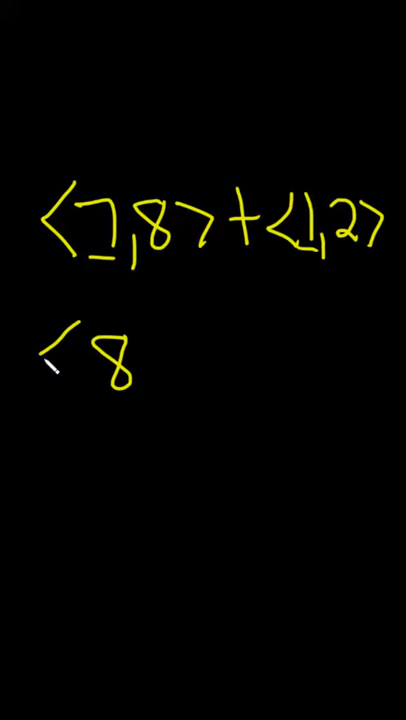 <7,8> + <1,2>
< 8